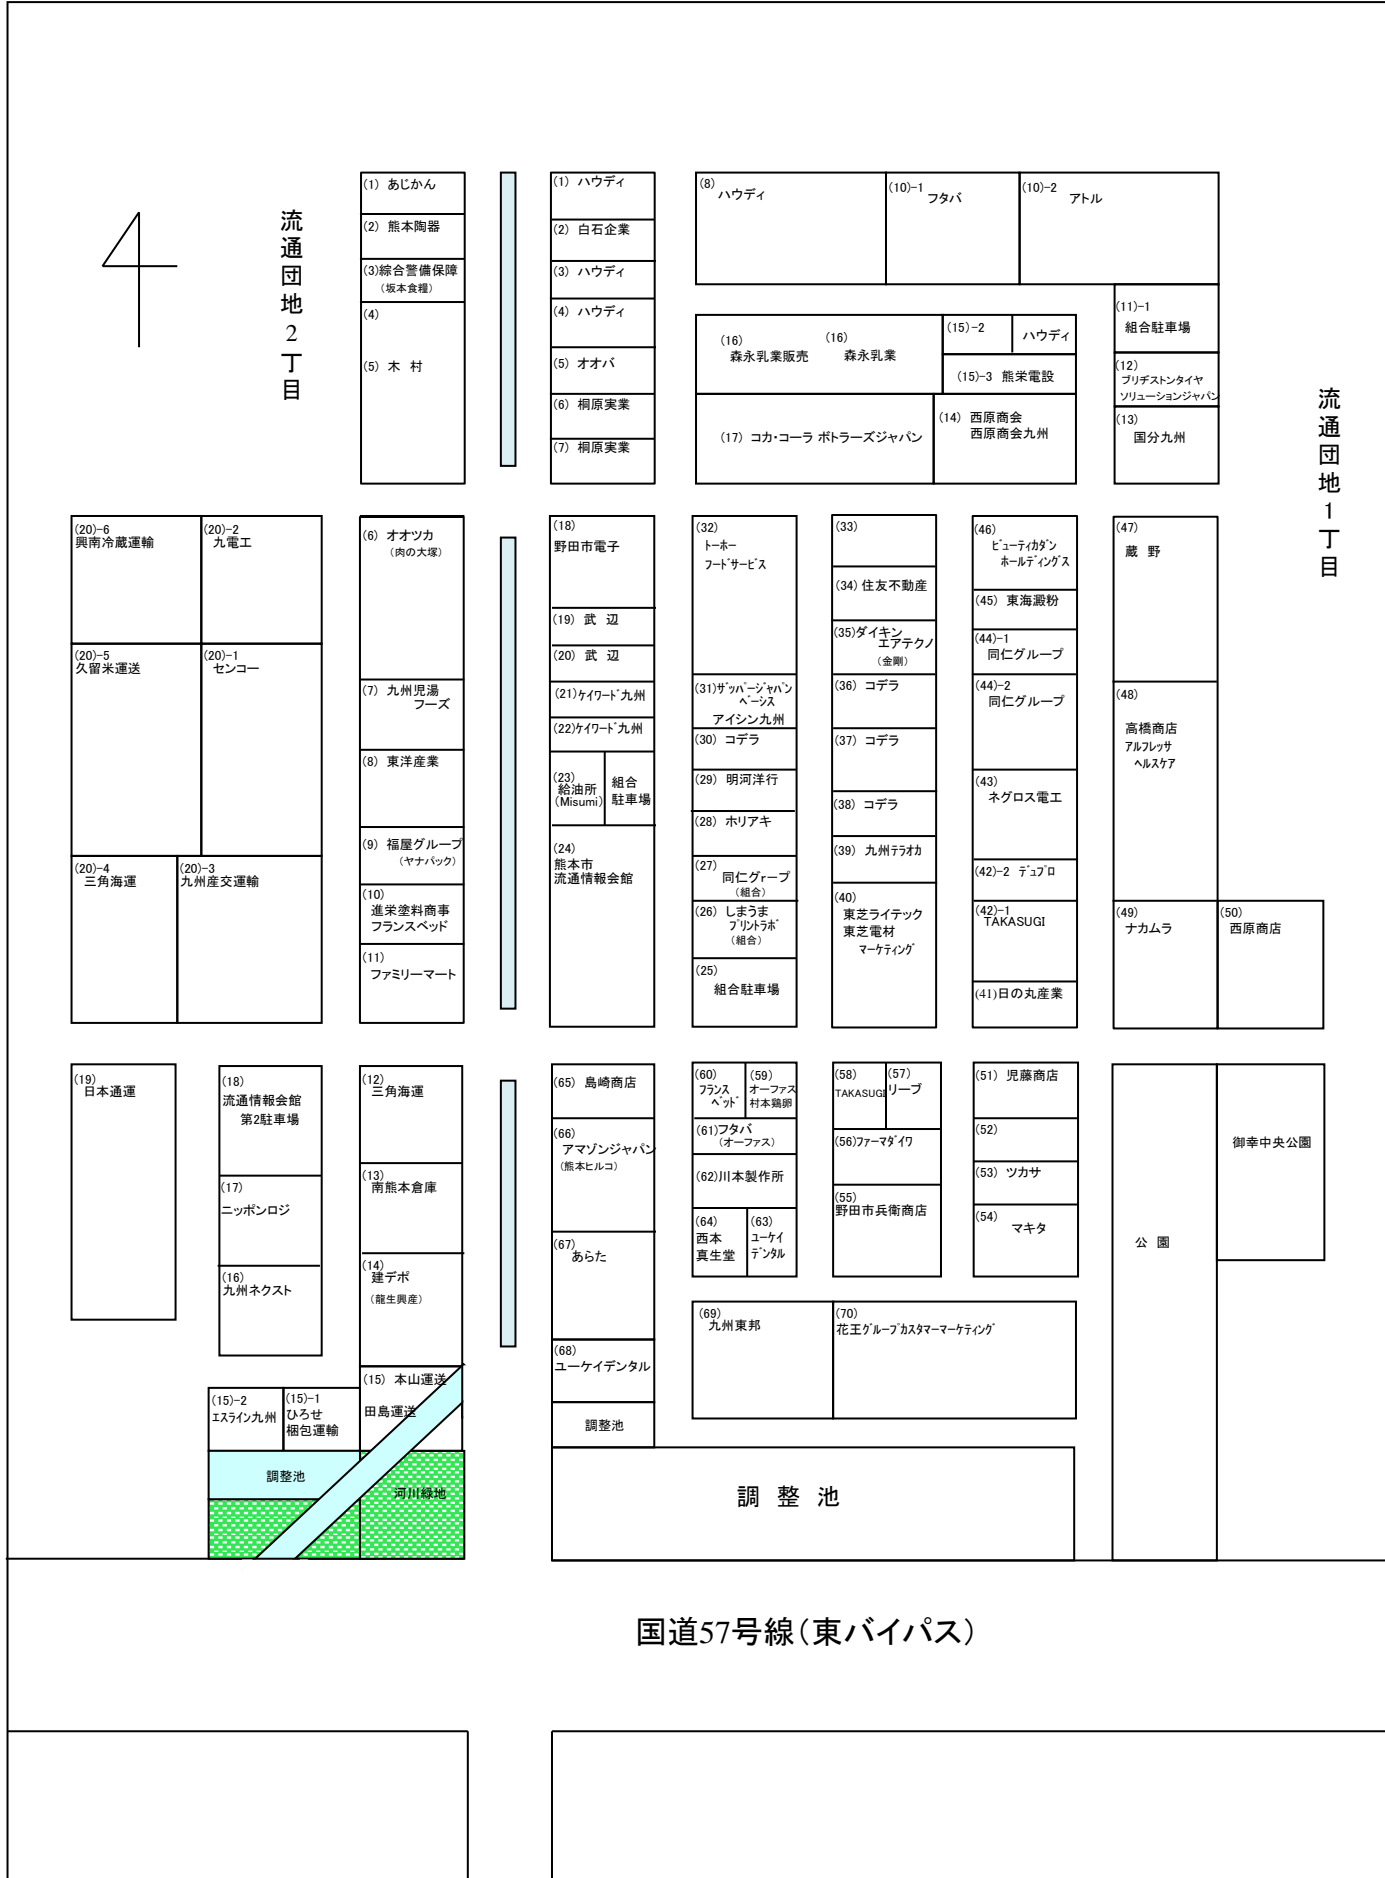 流通団地2丁目
(1) あじかん
(2) 熊本陶器
(3)綜合警備保障
(坂本食糧)
(4)
(5) 木 村
(1) ハウディ
(2) 白石企業
(3) ハウディ
(4) ハウディ
(5) オオバ
(6) 桐原実業
(7) 桐原実業
(8)
ハウディ
(10)-1
フタバ
(10)-2
アトル
(11)-1
組合駐車場
(12)
ブリヂストンタイヤ
ソリューションジャパン
(13)
国分九州
(16)
森永乳業販売
(16)
森永乳業
(15)-2
ハウディ
(15)-3 熊栄電設
(17) コカ・コーラ ボトラーズジャパン
(14) 西原商会
西原商会九州
流通団地1丁目
(20)-6
興南冷蔵運輸
(20)-2
九電工
(20)-5
久留米運送
(20)-1
センコー
(20)-4
三角海運
(20)-3
九州産交運輸
(6) オオツカ
(肉の大塚)
(7) 九州児湯
フーズ
(8) 東洋産業
(9) 福屋グループ
(ヤナパック)
(10)
進栄塗料商事
フランスベッド
(11)
ファミリーマート
(18)
野田市電子
(19) 武 辺
(20) 武 辺
(21)ケイワード九州
(22)ケイワード九州
(23)
給油所
(Misumi)
組合
駐車場
(24)
熊本市
流通情報会館
(32)
トーホー
フードサービス
(31)ザッパージャパン
ベーシス
アイシン九州
(30) コデラ
(29) 明河洋行
(28) ホリアキ
(27)
同仁グrープ
(組合)
(26) しまうま
プリントラボ
(組合)
(25)
組合駐車場
(33)
(34) 住友不動産
(35)ダイキン
エアテクノ
(金剛)
(36) コデラ
(37) コデラ
(38) コデラ
(39) 九州テラオカ
(40)
東芝ライテック
東芝電材
マーケティング
(46)
ビューティカダン
ホールディングス
(45) 東海澱粉
(44)-1
同仁グループ
(44)-2
同仁グループ
(43)
ネグロス電工
(42)-2 デュプロ
(42)-1
TAKASUGI
(41)日の丸産業
(47)
蔵 野
(48)
高橋商店
アルフレッサ
ヘルスケア
(49)
ナカムラ
(50)
西原商店
(19)
日本通運
(18)
流通情報会館
第2駐車場
(17)
ニッポンロジ
(16)
九州ネクスト
(12)
三角海運
(13)
南熊本倉庫
(14)
建デポ
(龍生興産)
(15) 本山運送
田島運送
(15)-2
エスライン九州
(15)-1
ひろせ
梱包運輸
調整池
河川緑地
(65) 島崎商店
(66)
アマゾンジャパン
(熊本ヒルコ)
(67)
あらた
(68)
ユーケイデンタル
調整池
(60)
フランス
ベッド
(59)
オーファス
村本鶏卵
(61)フタバ
(オーファス)
(62)川本製作所
(64)
西本
真生堂
(63)
ユーケイ
デンタル
(58)
TAKASUGI
(57)
リーブ
(56)ファーマダイワ
(55)
野田市兵衛商店
(51) 児藤商店
(52)
(53) ツカサ
(54)
マキタ
(69)
九州東邦
(70)
花王グループカスタマーマーケティング
公 園
御幸中央公園
調 整 池
国道57号線(東バイパス)